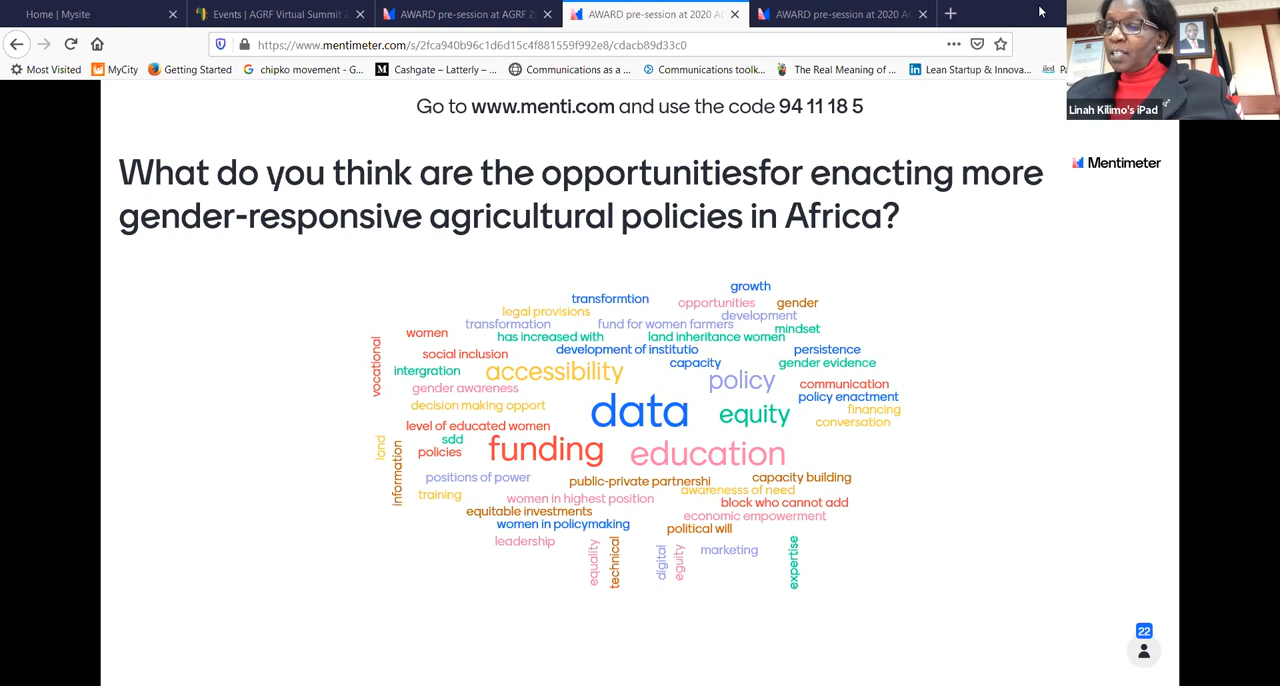 Home | Mysite
Events | AGRF Virtual Summit 2
AWARD pre-session at AGRF 2
AWARD pre-session at 2020 AG
AWARD pre-session at 2020 AG
https://www.mentimeter.com/s/2fca940b96c1d6d15c4f881559f992e8/cdacb89d33c0
Most Visited
MyCity
Getting Started
chipko movement - G...
Cashgate – Latterly – ...
Communications as a ...
Communications toolk...
The Real Meaning of ...
Lean Startup & Innova...
iied
Linah Kilimo's iPad
Go to www.menti.com and use the code 94 11 18 5
Mentimeter
What do you think are the opportunitiesfor enacting more
gender-responsive agricultural policies in Africa?
growth
transformtion
opportunities
gender
legal provisions
development
transformation
fund for women farmers
mindset
women
has increased with
land inheritance women
vocational
social inclusion
development of institutio
persistence
intergration
accessibility
capacity
gender evidence
gender awareness
policy
communication
policy enactment
decision making opport
data
equity
financing
conversation
level of educated women
sdd
land
policies
funding
education
information
positions of power
public-private partnershi
capacity building
training
women in highest position
awarenesss of need
block who cannot add
equitable investments
economic empowerment
women in policymaking
political will
leadership
equality
technical
digital
eguity
marketing
expertise
22